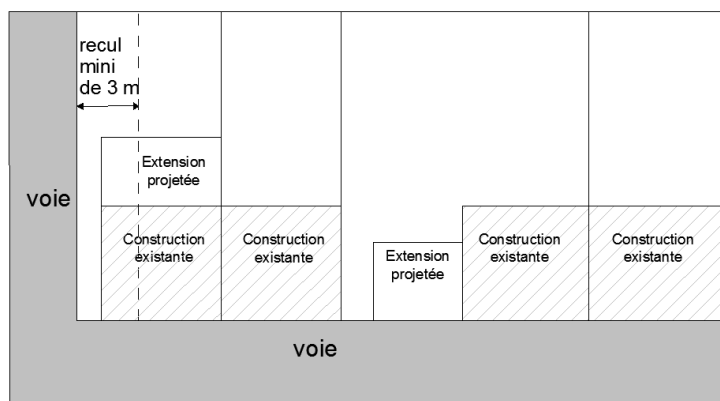 recul
mini
de 3 m
Extension
projetée
voie
Construction
existante
Construction
existante
Extension
projetée
Construction
existante
Construction
existante
voie